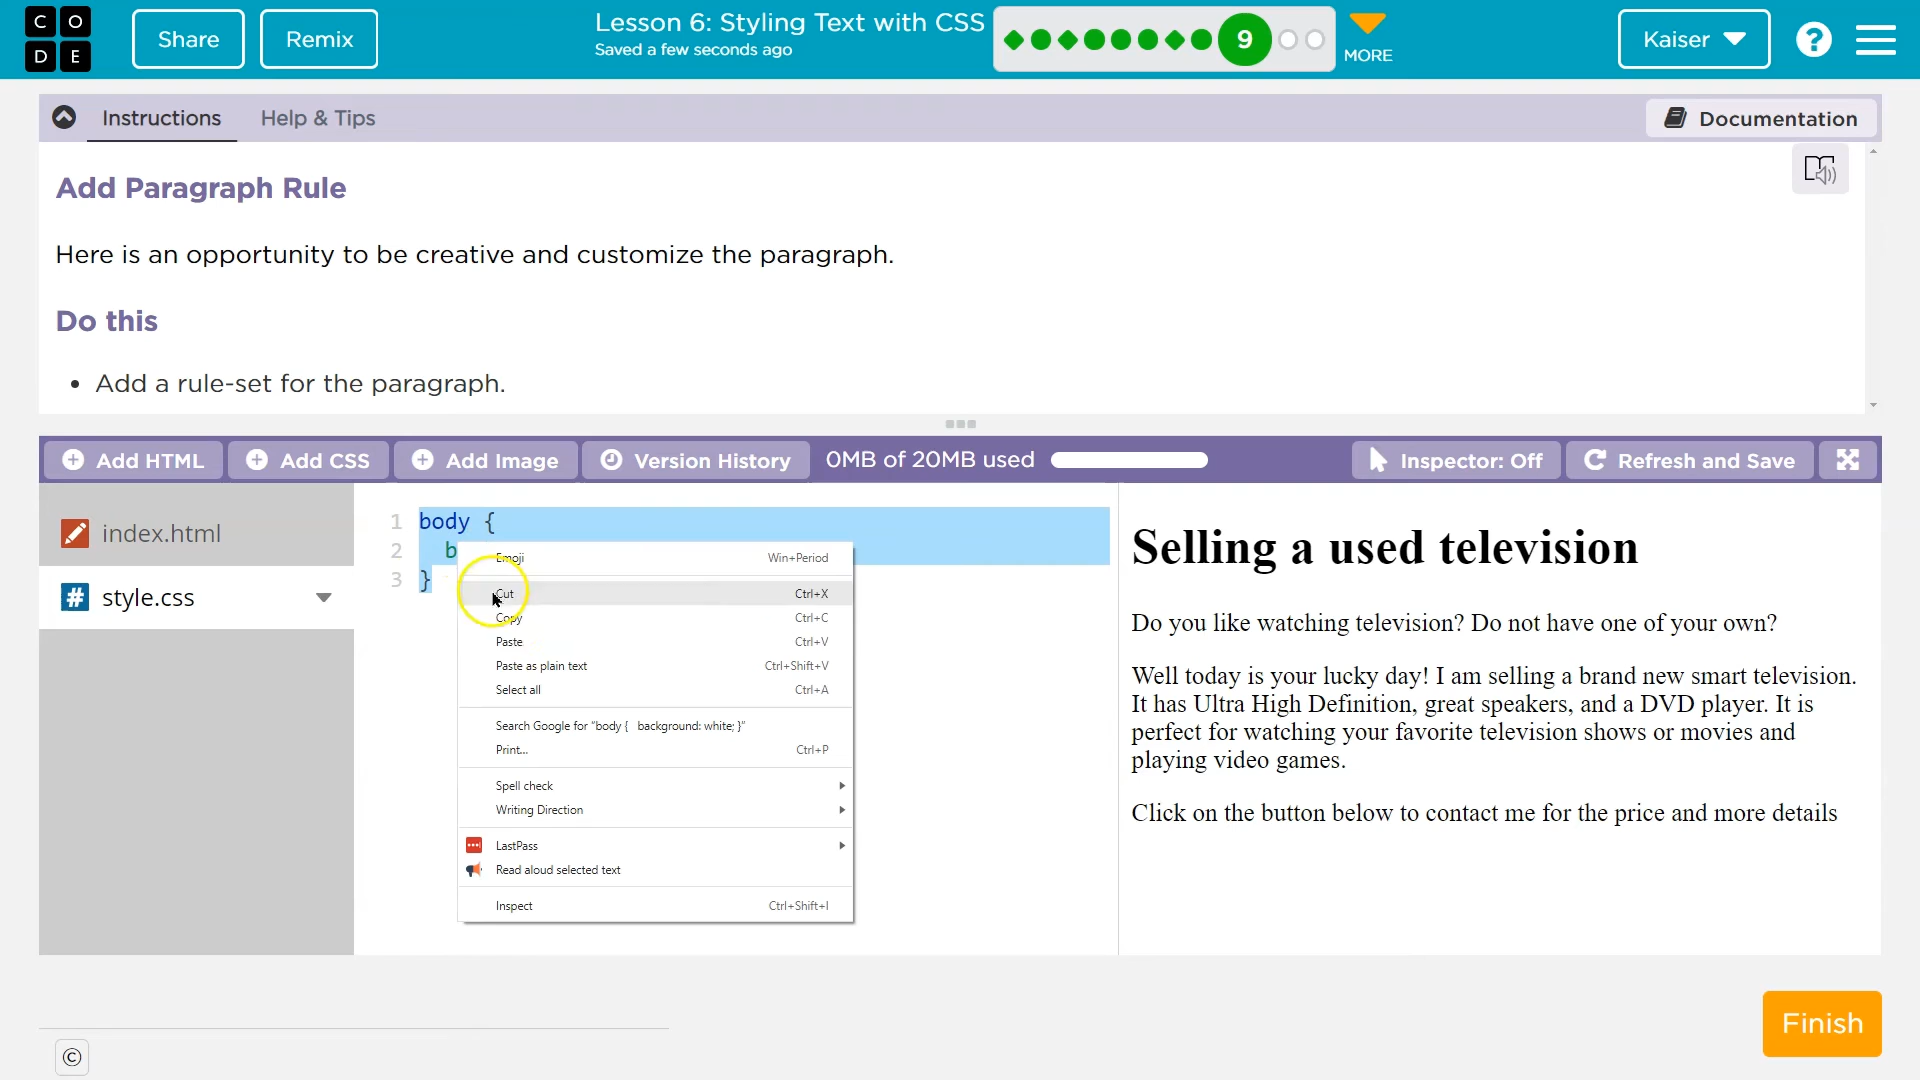 CODE
Share
Remix
Lesson 6: Styling Text with CSS
Saved a few seconds ago
9
MORE
Kaiser
?
Instructions
Help & Tips
Documentation
Add Paragraph Rule
Here is an opportunity to be creative and customize the paragraph.
Do this
• Add a rule-set for the paragraph.
Add HTML
Add CSS
Add Image
Version History
0MB of 20MB used
Inspector: Off
Refresh and Save
index.html
# style.css
1 body {
2 b
3 }
Emoji Win+Period
Cut Ctrl+X
Copy Ctrl+C
Paste Ctrl+V
Paste as plain text Ctrl+Shift+V
Select all Ctrl+A
Search Google for “body {   background: white; }”
Print... Ctrl+P
Spell check
Writing Direction
LastPass
Read aloud selected text
Inspect Ctrl+Shift+I
Selling a used television
Do you like watching television? Do not have one of your own?
Well today is your lucky day! I am selling a brand new smart television.
It has Ultra High Definition, great speakers, and a DVD player. It is
perfect for watching your favorite television shows or movies and
playing video games.
Click on the button below to contact me for the price and more details
Finish
©